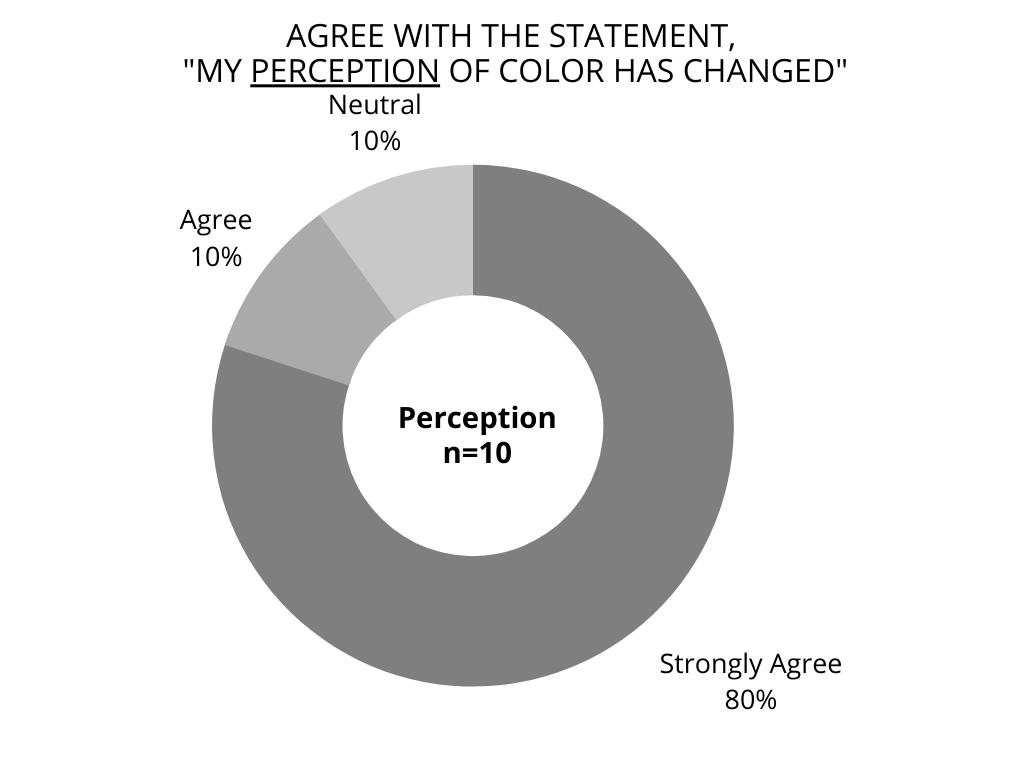 AGREE WITH THE STATEMENT,
"MY PERCEPTION OF COLOR HAS CHANGED"
Neutral
10%
Agree
10%
Perception
n=10
Strongly Agree
80%